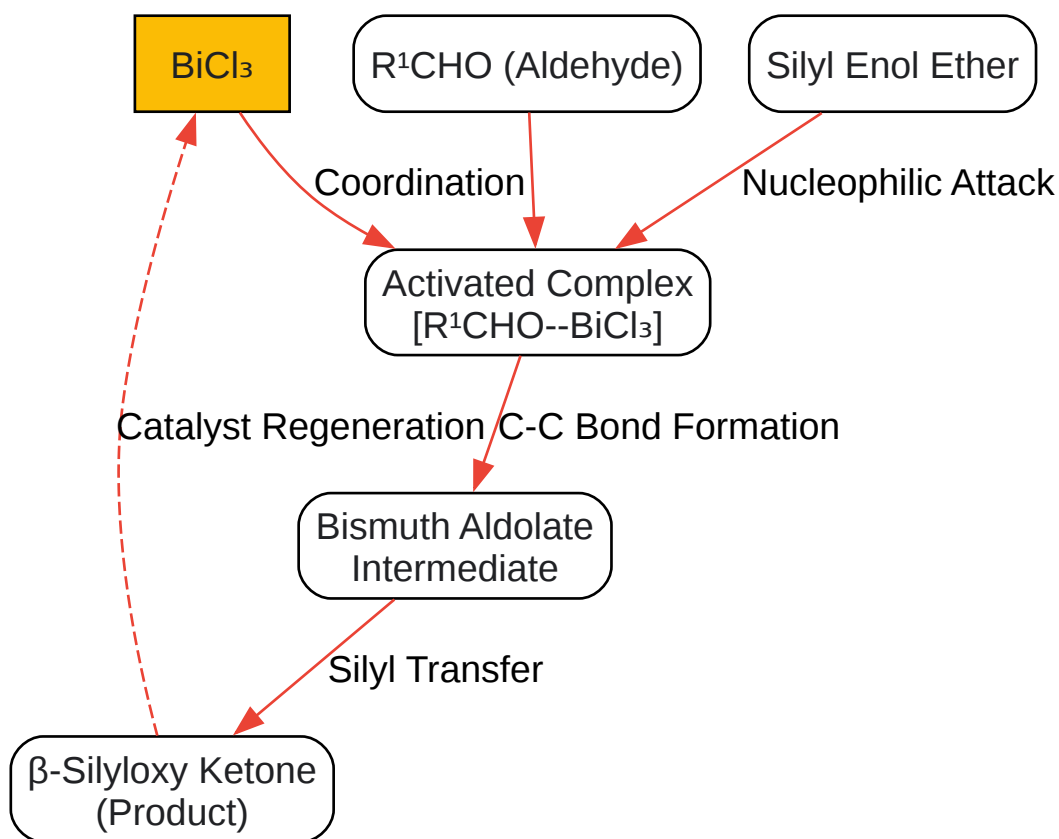 BiCl₃
R¹CHO (Aldehyde)
Silyl Enol Ether
Coordination
Nucleophilic Attack
Activated Complex
[R¹CHO--BiCl₃]
Catalyst Regeneration
C-C Bond Formation
Bismuth Aldolate
Intermediate
Silyl Transfer
β-Silyloxy Ketone
(Product)